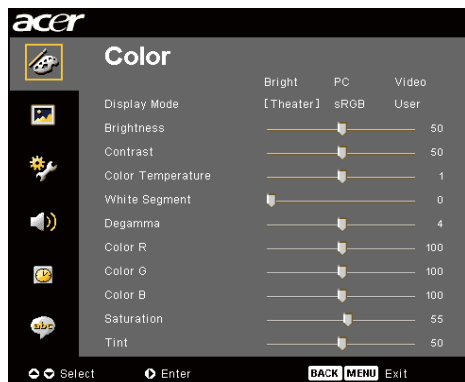 acer
Color
Bright PC Video
Display Mode [Theater] sRGB User
Brightness 50
Contrast 50
Color Temperature 1
White Segment 0
Degamma 4
Color R 100
Color G 100
Color B 100
abc
Saturation 55
Tint 50
Select Enter BACK MENU Exit